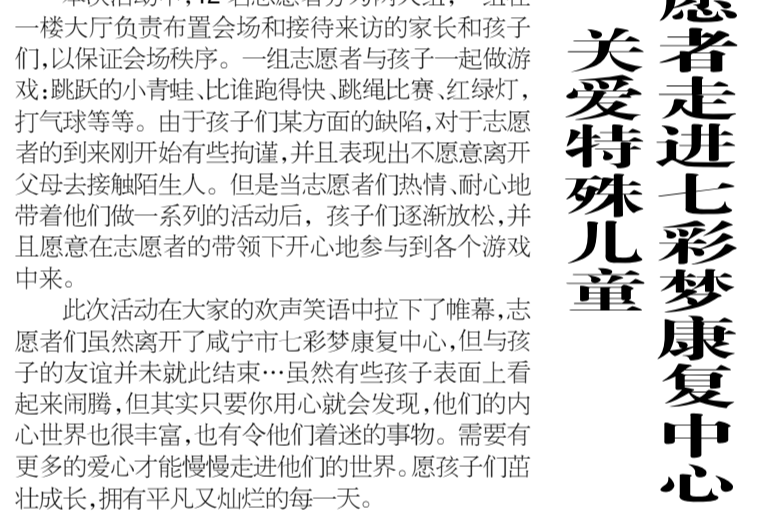 愿者走进七彩梦康复中心
关爱特殊儿童
本次活动中,名志愿者两大组,一组在
一楼大厅负责布置会场和接待来访的家长和孩子
们,以保证会场秩序。一组志愿者与孩子一起做游
戏:跳跃的小青蛙、比谁跑得快、跳绳比赛、红绿灯,
打气球等等。由于孩子们某方面的缺陷,对于志愿
者的到来刚开始有些拘谨,并且表现出不愿意离开
父母去接触陌生人。但是当志愿者们热情、耐心地
带着他们做一系列的活动后，孩子们逐渐放松,并
且愿意在志愿者的带领下开心地参与到各个游戏
中来。
此次活动在大家的欢声笑语中拉下了帷幕,志
愿者们虽然离开了咸宁市七彩梦康复中心,但与孩
子的友谊并未就此结束…虽然有些孩子表面上看
起来闹腾,但其实只要你用心就会发现,他们的内
心世界也很丰富,也有令他们着迷的事物。需要有
更多的爱心才能慢慢走进他们的世界。愿孩子们茁
壮成长,拥有平凡又灿烂的每一天。